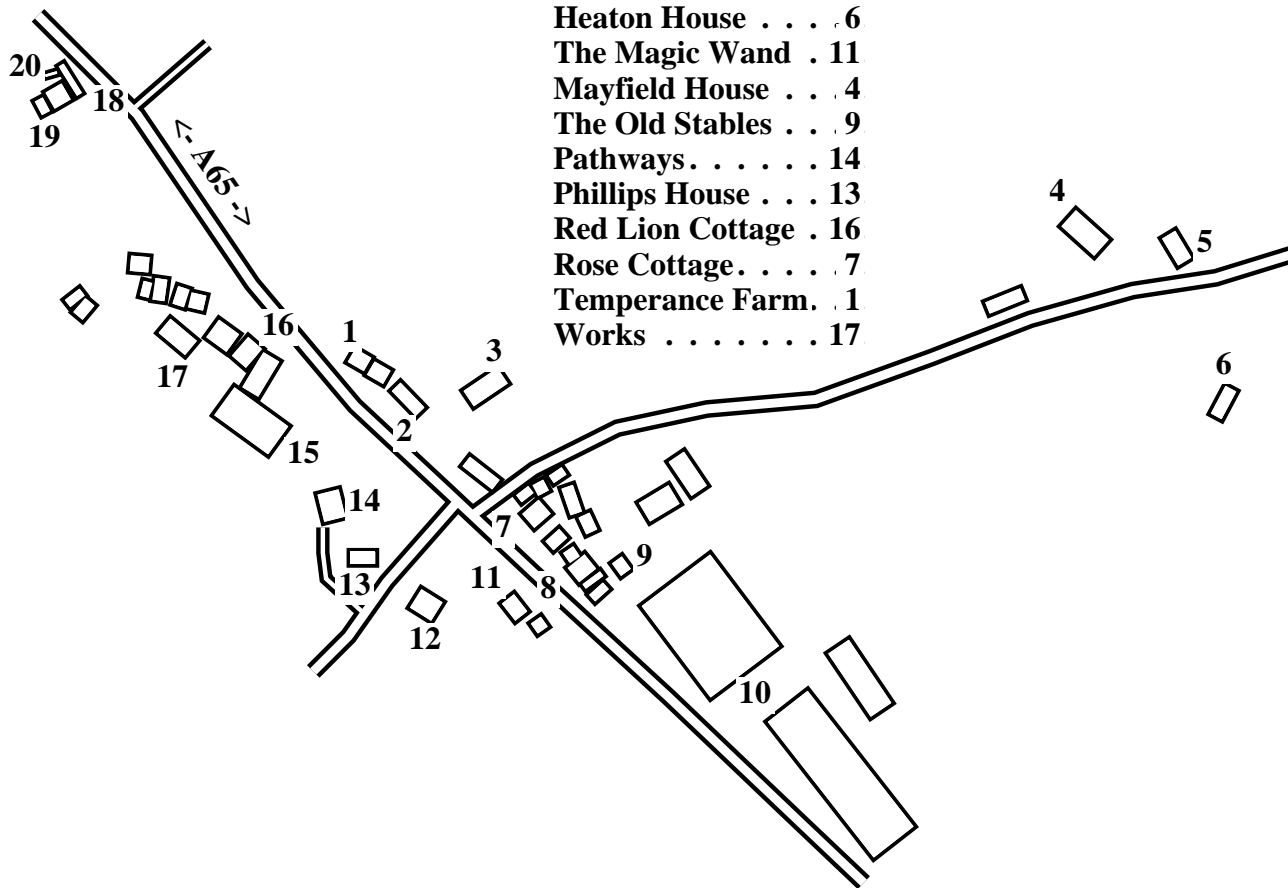 Heaton House . . . . 6
The Magic Wand . 11
Mayfield House . . . 4
The Old Stables . . . 9
Pathways . . . . . . 14
Phillips House . . . 13
Red Lion Cottage . 16
Rose Cottage . . . . 7
Temperance Farm . . 1
Works . . . . . . . 17
20
18
19
<- A65 ->
4
5
16
1
3
17
6
2
15
14
7
9
13
11
8
12
10